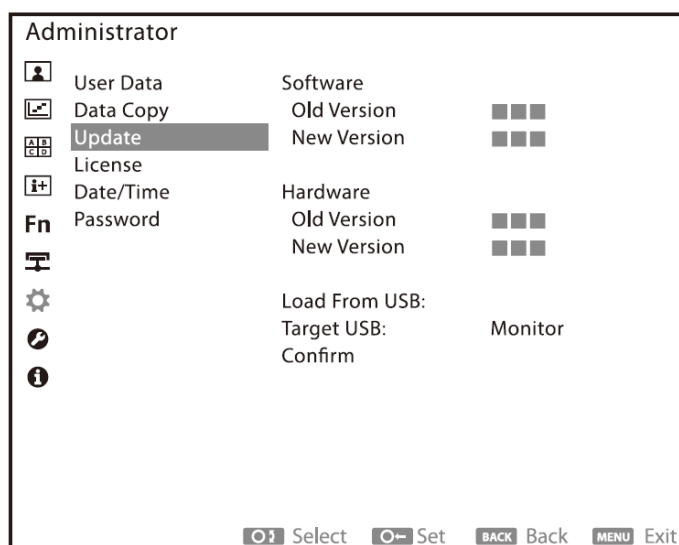 Administrator
User Data
Data Copy
Update
License
Date/Time
Password
Fn
Software
Old Version
New Version
Hardware
Old Version
New Version
Load From USB:
Target USB: Monitor
Confirm
Select Set BACK Back MENU Exit